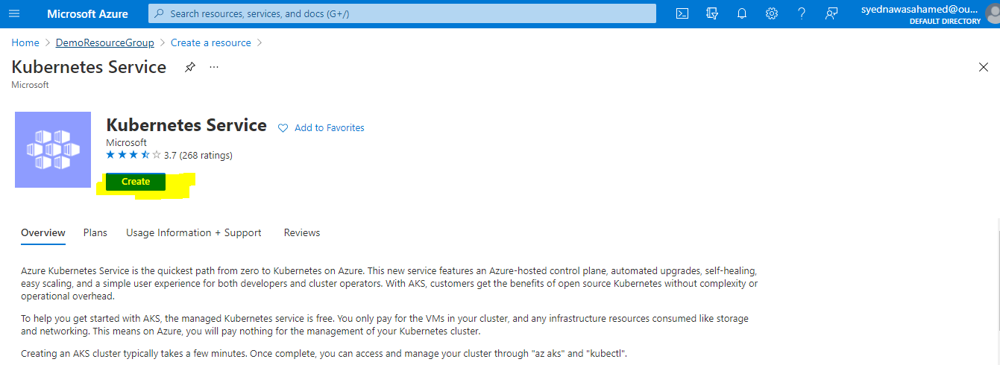 Microsoft Azure
Search resources, services, and docs (G+/)
syednawasahamed@ou...
DEFAULT DIRECTORY
Home > DemoResourceGroup > Create a resource >
Kubernetes Service ...
Microsoft
Kubernetes Service
Add to Favorites
Microsoft
3.7 (268 ratings)
Create
Overview Plans Usage Information + Support Reviews
Azure Kubernetes Service is the quickest path from zero to Kubernetes on Azure. This new service features an Azure-hosted control plane, automated upgrades, self-healing,
easy scaling, and a simple user experience for both developers and cluster operators. With AKS, customers get the benefits of open source Kubernetes without complexity or
operational overhead.
To help you get started with AKS, the managed Kubernetes service is free. You only pay for the VMs in your cluster, and any infrastructure resources consumed like storage
and networking. This means on Azure, you will pay nothing for the management of your Kubernetes cluster.
Creating an AKS cluster typically takes a few minutes. Once complete, you can access and manage your cluster through "az aks" and "kubectl".